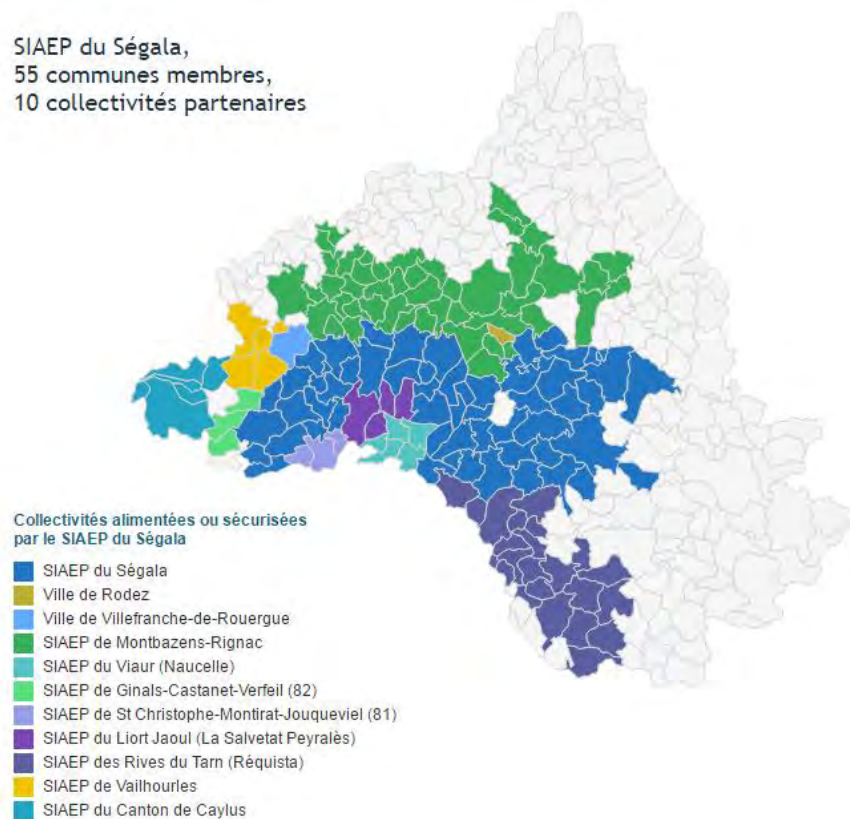 SIAEP du Ségala,
55 communes membres,
10 collectivités partenaires
Collectivités alimentées ou sécurisées
par le SIAEP du Ségala
SIAEP du Ségala
Ville de Rodez
Ville de Villefranche-de-Rouergue
SIAEP de Montbazens-Rignac
SIAEP du Viaur (Naucelle)
SIAEP de Ginals-Castanet-Verfeil (82)
SIAEP de St Christophe-Montirat-Jouqueviel (81)
SIAEP du Liort Jaoul (La Salvetat Peyralès)
SIAEP des Rives du Tarn (Réquista)
SIAEP de Vailhourles
SIAEP du Canton de Caylus